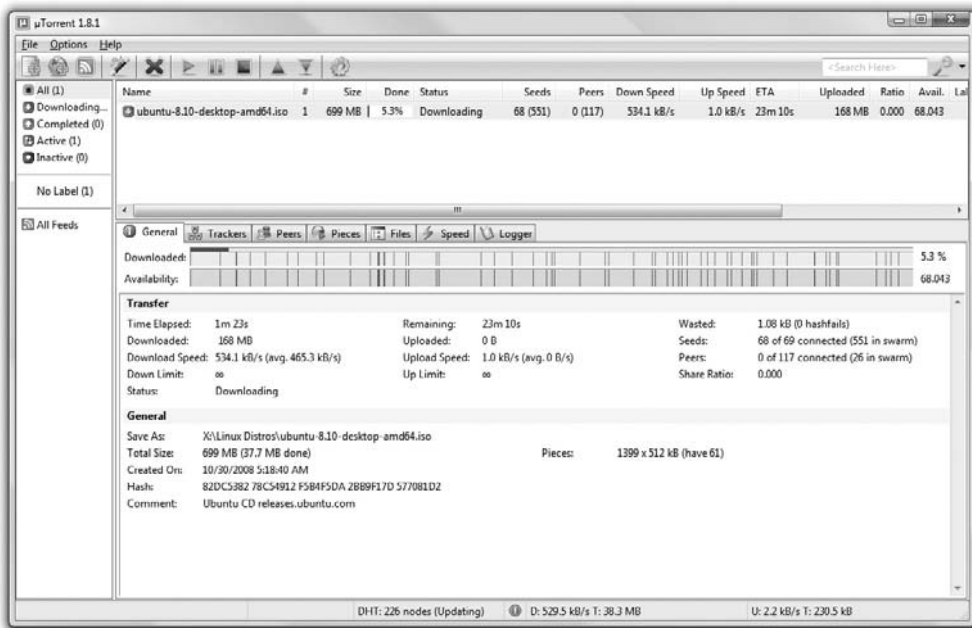 µTorrent 1.8.1
File Options Help
<Search Here>
All (1)
Downloading...
Completed (0)
Active (1)
Inactive (0)
No Label (1)
All Feeds
Name # Size Done Status Seeds Peers Down Speed Up Speed ETA Uploaded Ratio Avail. Lal
ubuntu-8.10-desktop-amd64.iso 1 699 MB 5.3% Downloading 68 (551) 0 (117) 534.1 kB/s 1.0 kB/s 23m 10s 168 MB 0.000 68.043
General Trackers Peers Pieces Files Speed Logger
Downloaded: 5.3 %
Availability: 68.043
Transfer
Time Elapsed: 1m 23s Remaining: 23m 10s Wasted: 1.08 kB (0 hashfails)
Downloaded: 168 MB Uploaded: 0 B Seeds: 68 of 69 connected (551 in swarm)
Download Speed: 534.1 kB/s (avg. 465.3 kB/s) Upload Speed: 1.0 kB/s (avg. 0 B/s) Peers: 0 of 117 connected (26 in swarm)
Down Limit: ∞ Up Limit: ∞ Share Ratio: 0.000
Status: Downloading
General
Save As: X:\Linux Distros\ubuntu-8.10-desktop-amd64.iso
Total Size: 699 MB (37.7 MB done) Pieces: 1399 x 512 kB (have 61)
Created On: 10/30/2008 5:18:40 AM
Hash: 82DC5382 78C54912 F5B4F5DA 2BB9F17D 577081D2
Comment: Ubuntu CD releases.ubuntu.com
DHT: 226 nodes (Updating) D: 529.5 kB/s T: 38.3 MB U: 2.2 kB/s T: 230.5 kB